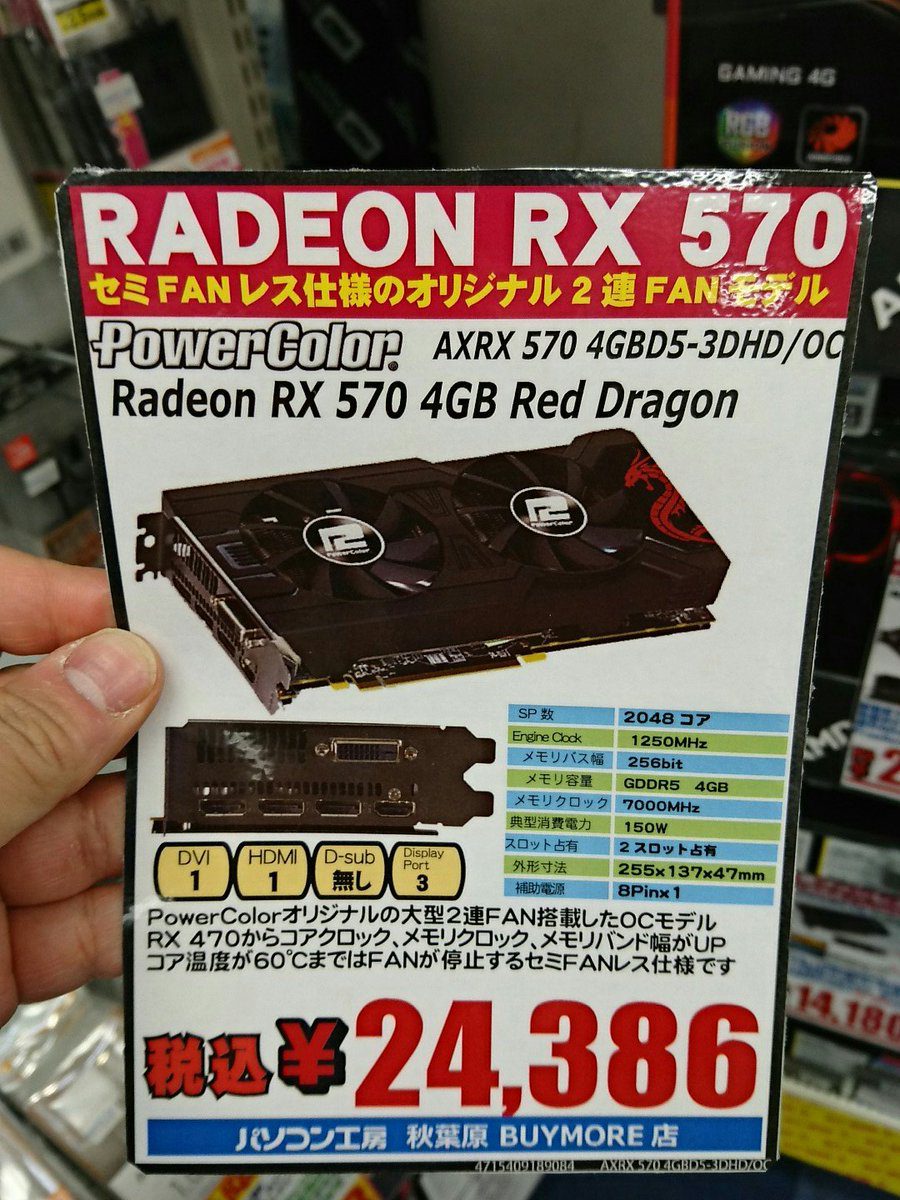 GAMING 4G
RGB
RADEON RX 570
セミFANレス仕様のオリジナル2連FANモデル
PowerColor. AXRX 570 4GBD5-3DHD/OC
Radeon RX 570 4GB Red Dragon
PowerColor
PowerColor
SP数 2048コア
Engine Clock 1250MHz
メモリバス幅 256bit
メモリ容量 GDDR5 4GB
メモリクロック 7000MHz
典型消費電力 150W
スロット占有 2スロット占有
外形寸法 255x137x47mm
補助電源 8Pinx1
DVI 1
HDMI 1
D-sub 無し
Display Port 3
PowerColorオリジナルの大型2連FAN搭載したOCモデル
RX 470からコアクロック、メモリクロック、メモリバンド幅がUP
コア温度が60℃まではFANが停止するセミFANレス仕様です
税込¥24,386
パソコン工房 秋葉原 BUYMORE店
4715409189084 AXRX 570 4GBD5-3DHD/OC
14,180